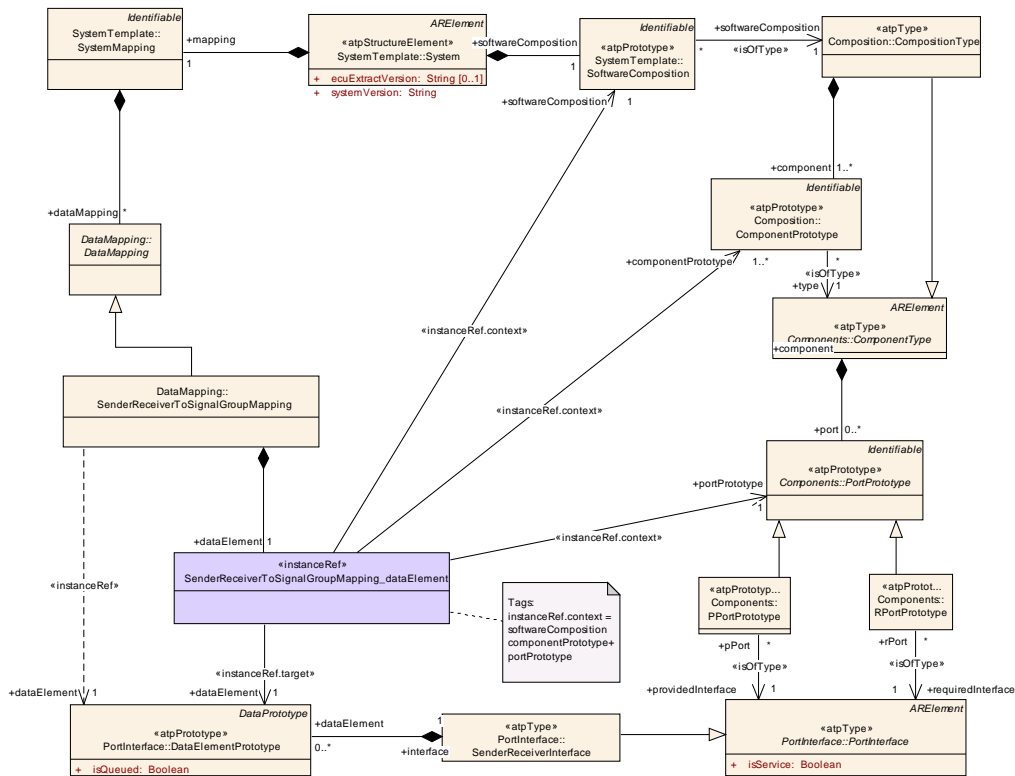 Identifiable
SystemTemplate::
SystemMapping
+mapping
1
ARElement
«atpStructureElement»
SystemTemplate::System
+ ecuExtractVersion: String [0..1]
+ systemVersion: String
+softwareComposition
1
Identifiable
«atpPrototype»
SystemTemplate::
SoftwareComposition
+softwareComposition
*
«isOfType»
1
«atpType»
Composition::CompositionType
+softwareComposition
1
+component
1..*
Identifiable
«atpPrototype»
Composition::
ComponentPrototype
+dataMapping
*
DataMapping::
DataMapping
+componentPrototype
1..*
*
«isOfType»
+type
1
ARElement
«atpType»
Components::ComponentType
+component
«instanceRef.context»
DataMapping::
SenderReceiverToSignalGroupMapping
«instanceRef.context»
+port
0..*
Identifiable
«atpPrototype»
Components::PortPrototype
+portPrototype
1
«instanceRef.context»
+dataElement
1
«instanceRef»
SenderReceiverToSignalGroupMapping_dataElement
«instanceRef»
Tags:
instanceRef.context =
softwareComposition
componentPrototype+
portPrototype
«atpPrototyp...
Components::
PPortPrototype
«atpProtot...
Components::
RPortPrototype
+pPort
*
«isOfType»
+providedInterface
1
+rPort
*
«isOfType»
1
+requiredInterface
«instanceRef.target»
+dataElement
1
+dataElement
1
DataPrototype
«atpPrototype»
PortInterface::DataElementPrototype
+ isQueued: Boolean
+dataElement
0..*
1
+interface
«atpType»
PortInterface::
SenderReceiverInterface
ARElement
«atpType»
PortInterface::PortInterface
+ isService: Boolean